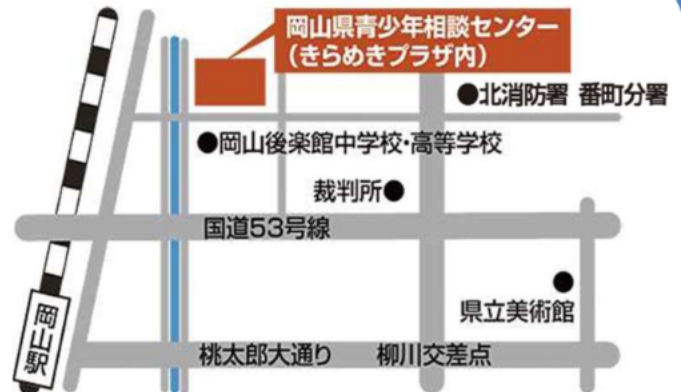 岡山県青少年相談センター
(きらめきプラザ内)
●北消防署 番町分署
●岡山後楽館中学校・高等学校
裁判所●
国道53号線
県立美術館
岡山駅
桃太郎大通り 柳川交差点